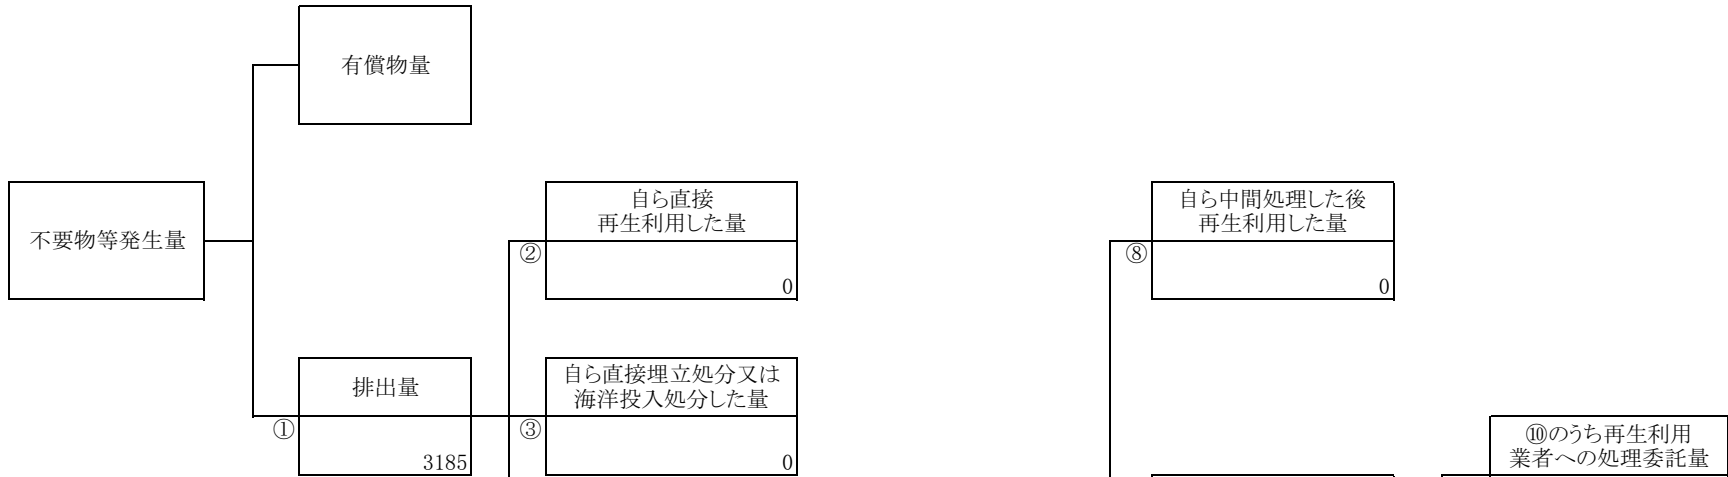 有償物量
不要物等発生量
自ら直接
再生利用した量
②
0
自ら中間処理した後
再生利用した量
⑧
0
排出量
①
3185
自ら直接埋立処分又は
海洋投入処分した量
③
0
⑩のうち再生利用
業者への処理委託量